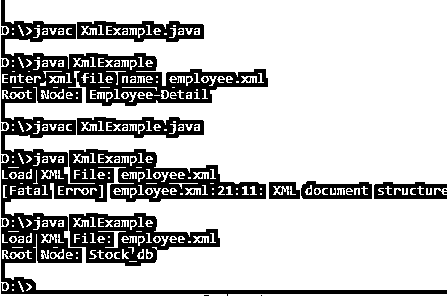 D:\>javac XmlExample.java
D:\>java XmlExample
Enter xml file name: employee.xml
Root Node: Employee-Detail
D:\>javac XmlExample.java
D:\>java XmlExample
Load XML File: employee.xml
[Fatal Error] employee.xml:21:11: XML document structure
D:\>java XmlExample
Load XML File: employee.xml
Root Node: Stock_db
D:\>